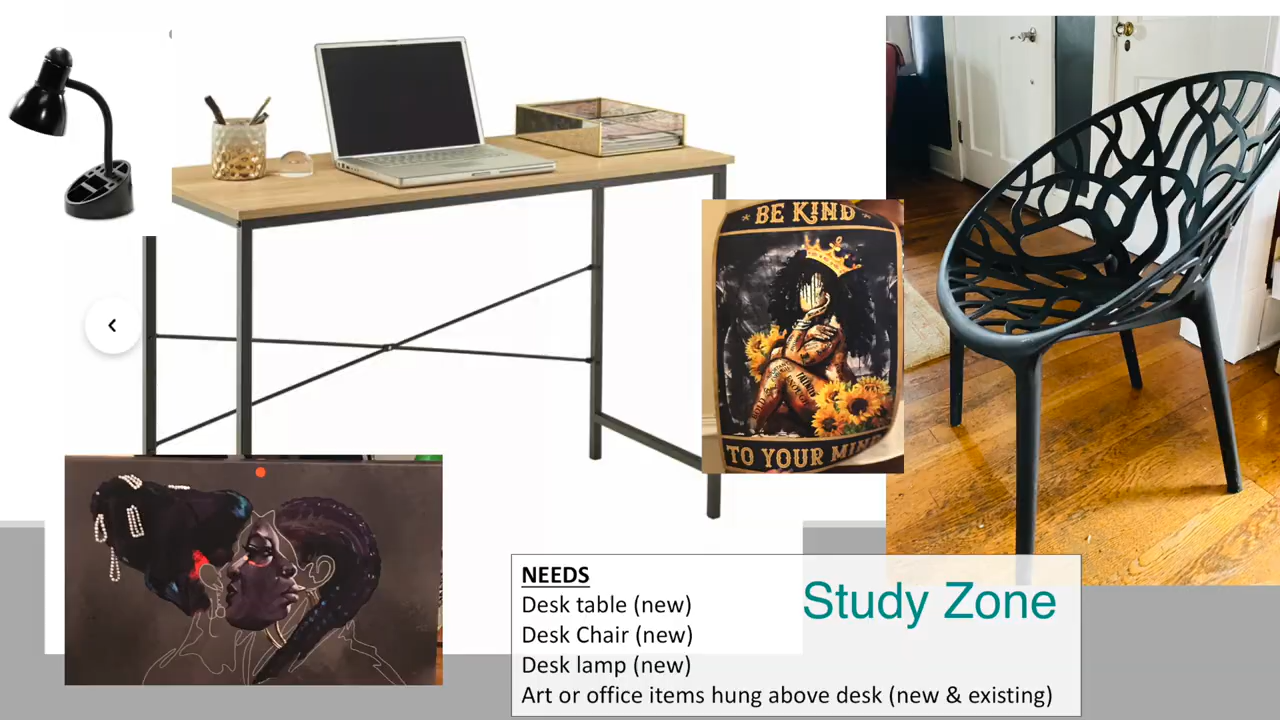 BE KIND
TO YOUR MIND
NEEDS
Desk table (new)
Desk Chair (new)
Desk lamp (new)
Art or office items hung above desk (new & existing)
Study Zone